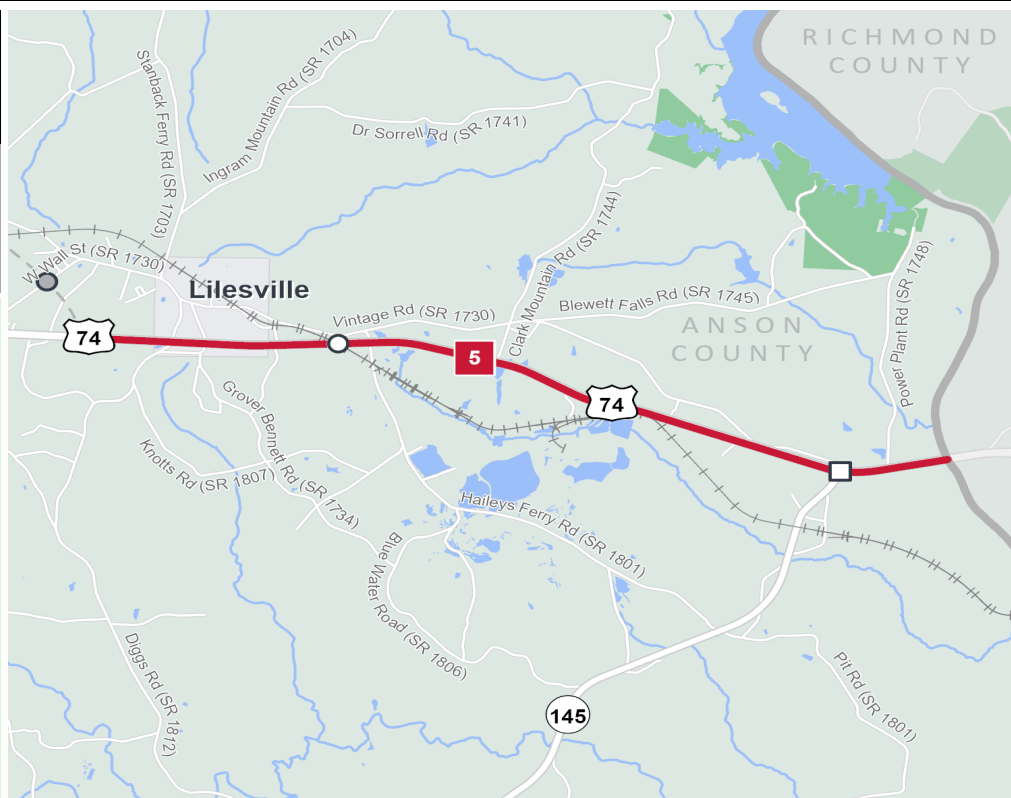 RICHMOND
COUNTY
Stanback Ferry Rd (SR 1703)
Ingram Mountain Rd (SR 1704)
Dr Sorrell Rd (SR 1741)
Clark Mountain Rd (SR 1744)
W Wall St (SR 1730)
Lilesville
Vintage Rd (SR 1730)
Blewett Falls Rd (SR 1745)
Power Plant Rd (SR 1748)
ANSON
COUNTY
74
5
74
Grover Bennett Rd (SR 1734)
Knotts Rd (SR 1807)
Haileys Ferry Rd (SR 1801)
Blue Water Road (SR 1806)
Diggs Rd (SR 1812)
Pit Rd (SR 1801)
145